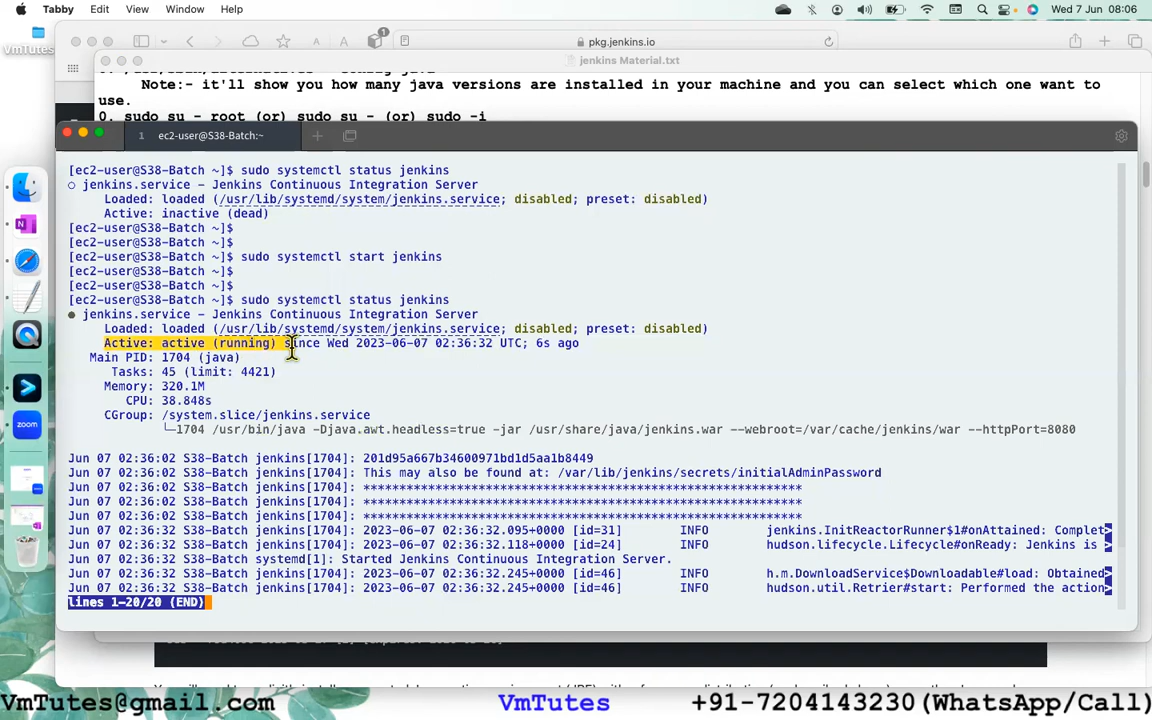 Tabby Edit View Window Help Wed 7 Jun 08:06
pkg.jenkins.io
jenkins Material.txt
Note:- it'll show you how many java versions are installed in your machine and you can select which one want to
use.
0. sudo su - root (or) sudo su - (or) sudo -i
VmTutes
1 ec2-user@S38-Batch:~
[ec2-user@S38-Batch ~]$ sudo systemctl status jenkins
○ jenkins.service - Jenkins Continuous Integration Server
Loaded: loaded (/usr/lib/systemd/system/jenkins.service; disabled; preset: disabled)
Active: inactive (dead)
[ec2-user@S38-Batch ~]$
[ec2-user@S38-Batch ~]$
[ec2-user@S38-Batch ~]$ sudo systemctl start jenkins
[ec2-user@S38-Batch ~]$
[ec2-user@S38-Batch ~]$
[ec2-user@S38-Batch ~]$ sudo systemctl status jenkins
● jenkins.service - Jenkins Continuous Integration Server
Loaded: loaded (/usr/lib/systemd/system/jenkins.service; disabled; preset: disabled)
Active: active (running) since Wed 2023-06-07 02:36:32 UTC; 6s ago
Main PID: 1704 (java)
Tasks: 45 (limit: 4421)
Memory: 320.1M
CPU: 38.848s
CGroup: /system.slice/jenkins.service
└─1704 /usr/bin/java -Djava.awt.headless=true -jar /usr/share/java/jenkins.war --webroot=/var/cache/jenkins/war --httpPort=8080
Jun 07 02:36:02 S38-Batch jenkins[1704]: 201d95a667b34600971bd1d5aa1b8449
Jun 07 02:36:02 S38-Batch jenkins[1704]: This may also be found at: /var/lib/jenkins/secrets/initialAdminPassword
Jun 07 02:36:02 S38-Batch jenkins[1704]: *************************************************************
Jun 07 02:36:02 S38-Batch jenkins[1704]: *************************************************************
Jun 07 02:36:02 S38-Batch jenkins[1704]: *************************************************************
Jun 07 02:36:32 S38-Batch jenkins[1704]: 2023-06-07 02:36:32.095+0000 [id=31] INFO jenkins.InitReactorRunner$1#onAttained: Complet>
Jun 07 02:36:32 S38-Batch jenkins[1704]: 2023-06-07 02:36:32.118+0000 [id=24] INFO hudson.lifecycle.Lifecycle#onReady: Jenkins is >
Jun 07 02:36:32 S38-Batch systemd[1]: Started Jenkins Continuous Integration Server.
Jun 07 02:36:32 S38-Batch jenkins[1704]: 2023-06-07 02:36:32.245+0000 [id=46] INFO h.m.DownloadService$Downloadable#load: Obtained>
Jun 07 02:36:32 S38-Batch jenkins[1704]: 2023-06-07 02:36:32.245+0000 [id=46] INFO hudson.util.Retrier#start: Performed the action>
lines 1-20/20 (END)
zoom
VmTutes@gmail.com VmTutes +91-7204143230(WhatsApp/Call)